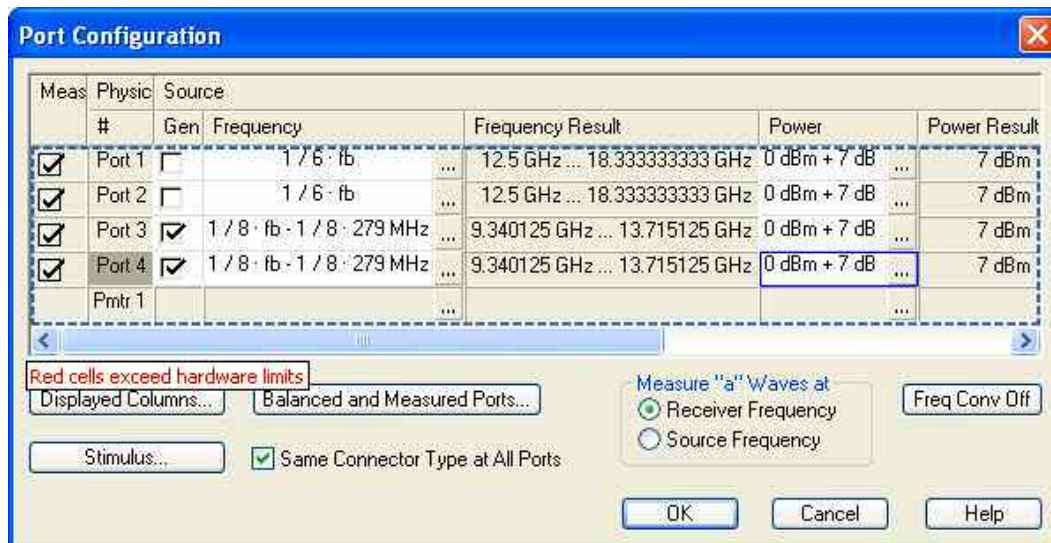 Port Configuration
Meas Physic Source
# Gen Frequency Frequency Result Power Power Result
Port 1 1 / 6 · fb ... 12.5 GHz ... 18.333333333 GHz 0 dBm + 7 dB ... 7 dBm
Port 2 1 / 6 · fb ... 12.5 GHz ... 18.333333333 GHz 0 dBm + 7 dB ... 7 dBm
Port 3 1 / 8 · fb - 1 / 8 · 279 MHz ... 9.340125 GHz ... 13.715125 GHz 0 dBm + 7 dB ... 7 dBm
Port 4 1 / 8 · fb - 1 / 8 · 279 MHz ... 9.340125 GHz ... 13.715125 GHz 0 dBm + 7 dB ... 7 dBm
Pmtr 1 ... ...
Red cells exceed hardware limits
Displayed Columns... Balanced and Measured Ports... Measure "a" Waves at Freq Conv Off
Receiver Frequency
Source Frequency
Stimulus... Same Connector Type at All Ports
OK Cancel Help